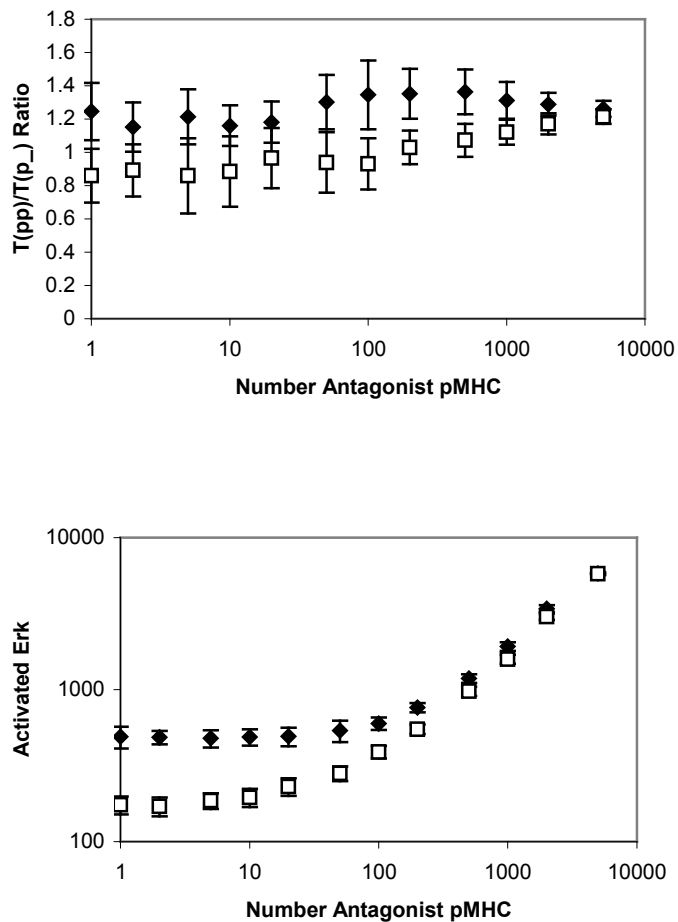 1.8
1.6
1.4
1.2
1
0.8
0.6
0.4
0.2
0
T(pp)/T(p_) Ratio
1 10 100 1000 10000
Number Antagonist pMHC
10000
1000
100
Activated Erk
1 10 100 1000 10000
Number Antagonist pMHC